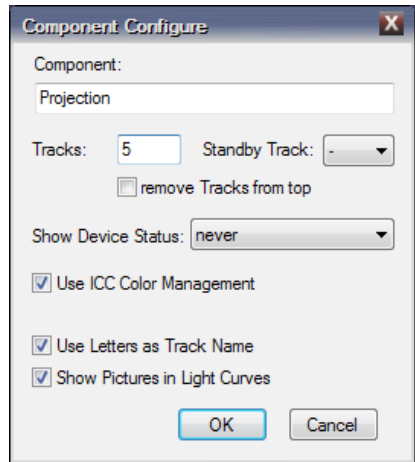 Component Configure
X
Component:
Projection
Tracks: 5 Standby Track: -
remove Tracks from top
Show Device Status: never
Use ICC Color Management
Use Letters as Track Name
Show Pictures in Light Curves
OK Cancel